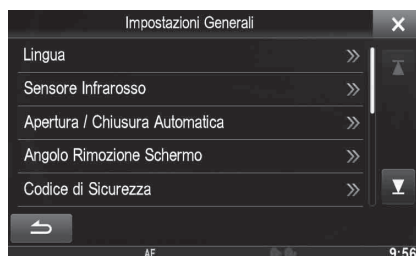 Impostazioni Generali
Lingua
Sensore Infrarosso
Apertura / Chiusura Automatica
Angolo Rimozione Schermo
Codice di Sicurezza
AF
9:56